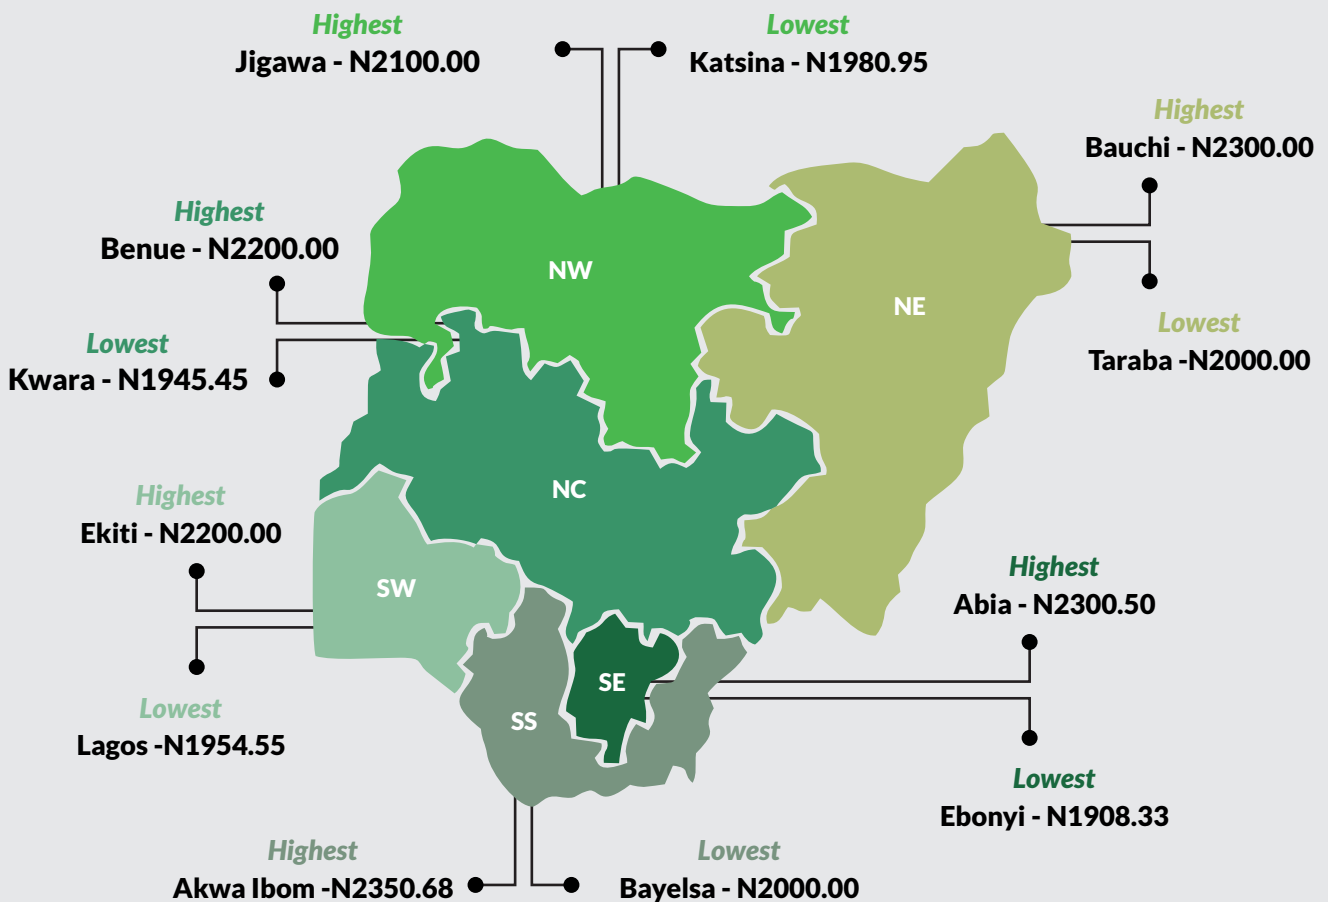 Highest
Jigawa - N2100.00
Lowest
Katsina - N1980.95
Highest
Bauchi - N2300.00
Highest
Benue - N2200.00
NW
NE
Lowest
Taraba -N2000.00
Lowest
Kwara - N1945.45
NC
Highest
Ekiti - N2200.00
SW
Highest
Abia - N2300.50
SE
SS
Lowest
Lagos -N1954.55
Lowest
Ebonyi - N1908.33
Highest
Akwa Ibom -N2350.68
Lowest
Bayelsa - N2000.00